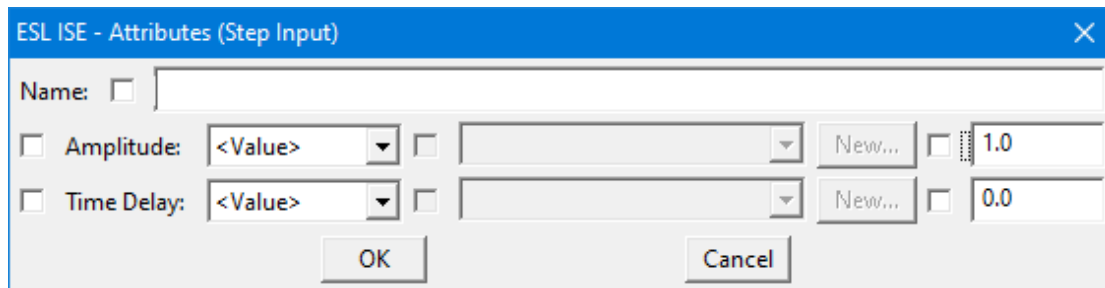 ESL ISE - Attributes (Step Input)
Name:
Amplitude: <Value> New... 1.0
Time Delay: <Value> New... 0.0
OK Cancel